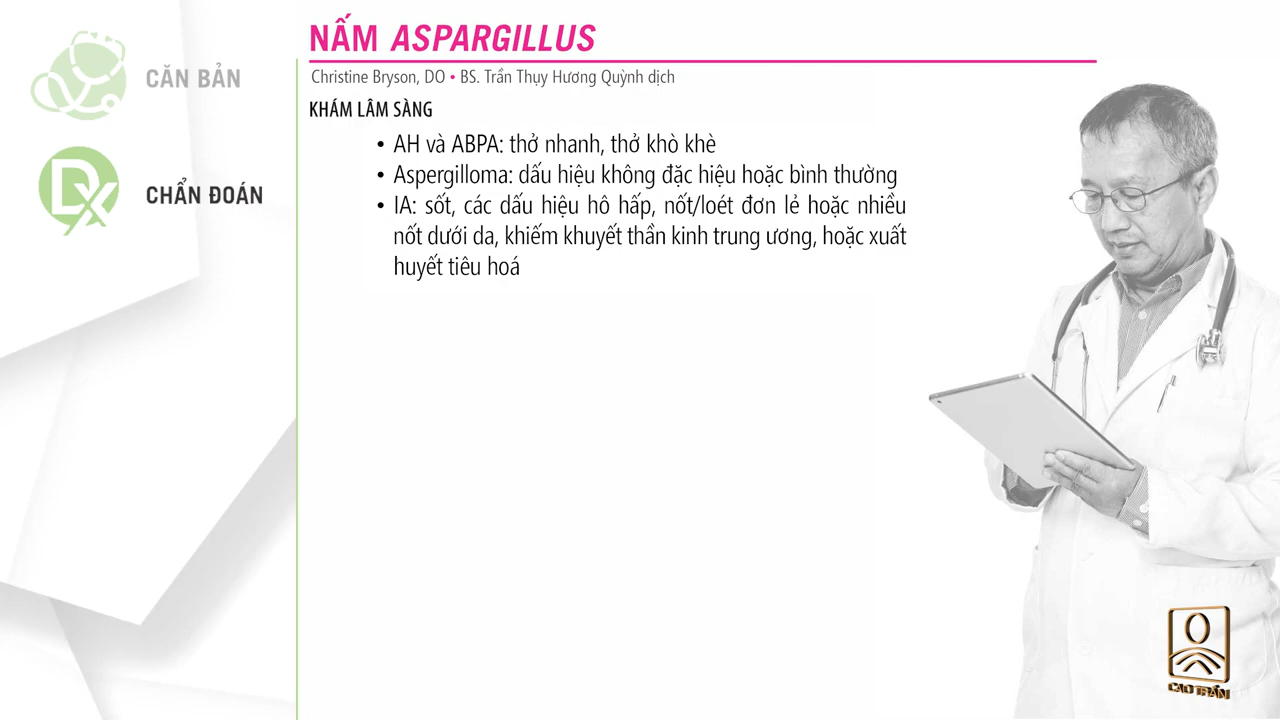 NẤM ASPARGILLUS
Christine Bryson, DO • BS. Trần Thụy Hương Quỳnh dịch
CĂN BẢN
CHẨN ĐOÁN
KHÁM LÂM SÀNG
• AH và ABPA: thở nhanh, thở khò khè
• Aspergilloma: dấu hiệu không đặc hiệu hoặc bình thường
• IA: sốt, các dấu hiệu hô hấp, nốt/loét đơn lẻ hoặc nhiều
nốt dưới da, khiếm khuyết thần kinh trung ương, hoặc xuất
huyết tiêu hoá
Dx
CAO TRẦN